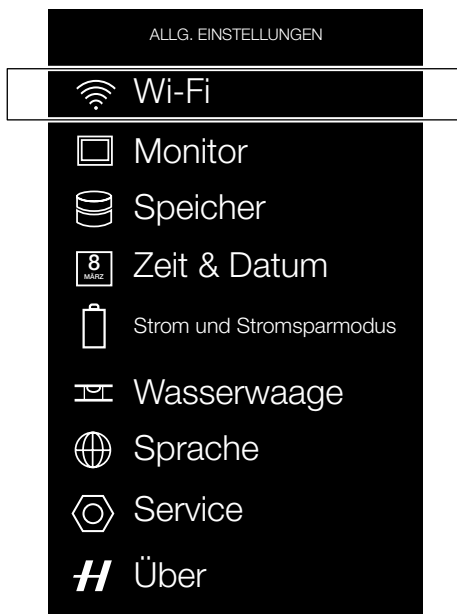 ALLG. EINSTELLUNGEN
Wi-Fi
Monitor
Speicher
8
MÄRZ
Zeit & Datum
Strom und Stromsparmodus
Wasserwaage
Sprache
Service
H Über